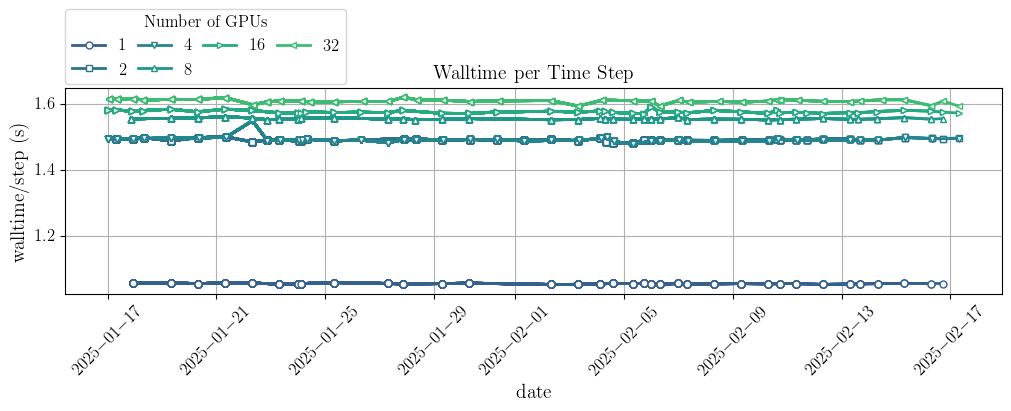 Number of GPUs
1 4 16 32
2 8
Walltime per Time Step
walltime/step (s)
1.6
1.4
1.2
2025−01−17 2025−01−21 2025−01−25 2025−01−29 2025−02−01 2025−02−05 2025−02−09 2025−02−13 2025−02−17
date